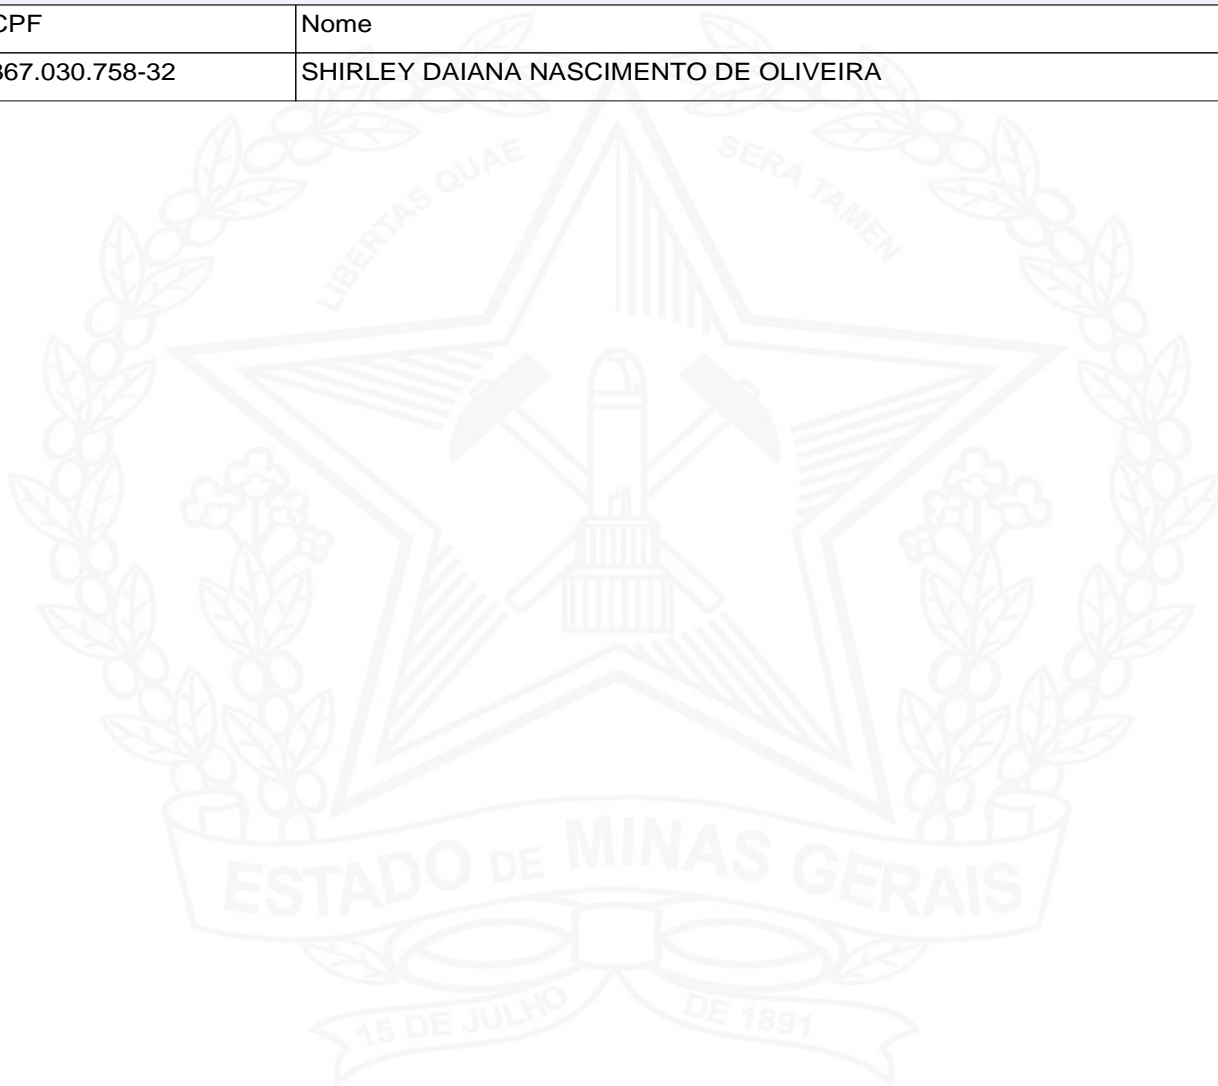 CPF Nome
367.030.758-32 SHIRLEY DAIANA NASCIMENTO DE OLIVEIRA
LIBERTAS QUAE SERA TAMEN
ESTADO DE MINAS GERAIS
15 DE JULHO DE 1891